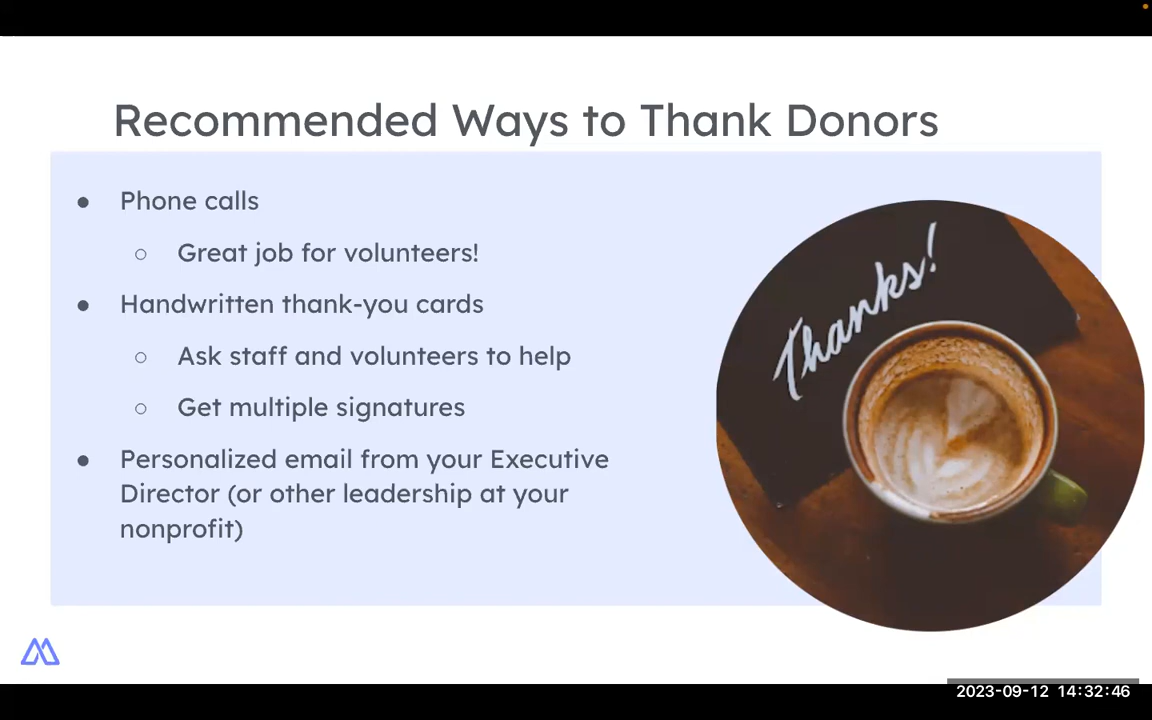 Recommended Ways to Thank Donors
● Phone calls
○ Great job for volunteers!
● Handwritten thank-you cards
○ Ask staff and volunteers to help
○ Get multiple signatures
● Personalized email from your Executive
Director (or other leadership at your
nonprofit)
Thanks!
2023-09-12 14:32:46